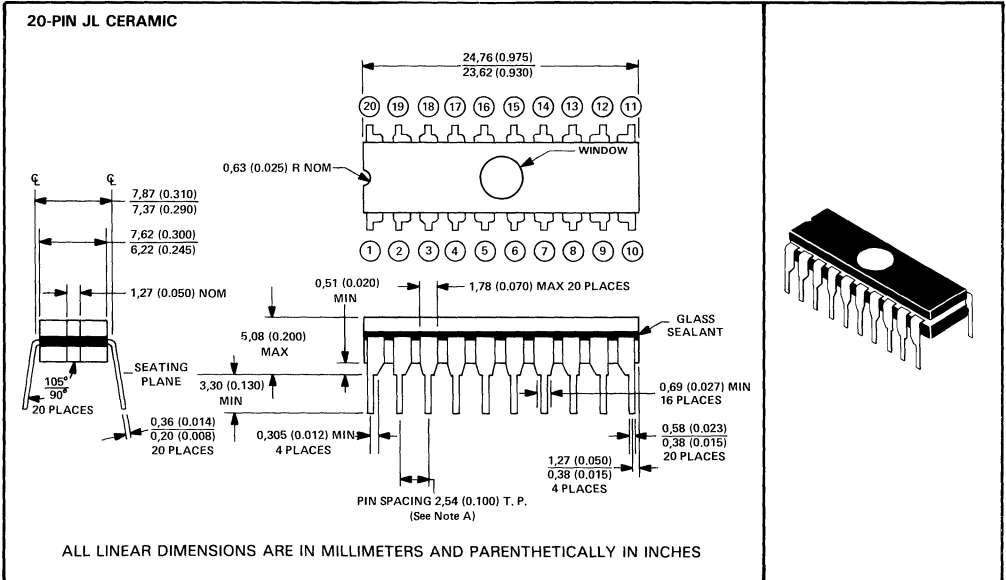 20-PIN JL CERAMIC
24,76 (0.975)
23,62 (0.930)
20 19 18 17 16 15 14 13 12 11
WINDOW
0,63 (0.025) R NOM
℄ ℄
7,87 (0.310)
7,37 (0.290)
7,62 (0.300)
6,22 (0.245)
1 2 3 4 5 6 7 8 9 10
1,27 (0.050) NOM
0,51 (0.020)
MIN
1,78 (0.070) MAX 20 PLACES
5,08 (0.200)
MAX
GLASS
SEALANT
SEATING
PLANE
105°
90°
20 PLACES
3,30 (0.130)
MIN
0,69 (0.027) MIN
16 PLACES
0,36 (0.014)
0,20 (0.008)
20 PLACES
0,305 (0.012) MIN
4 PLACES
0,58 (0.023)
0,38 (0.015)
20 PLACES
1,27 (0.050)
0,38 (0.015)
4 PLACES
PIN SPACING 2,54 (0.100) T. P.
(See Note A)
ALL LINEAR DIMENSIONS ARE IN MILLIMETERS AND PARENTHETICALLY IN INCHES